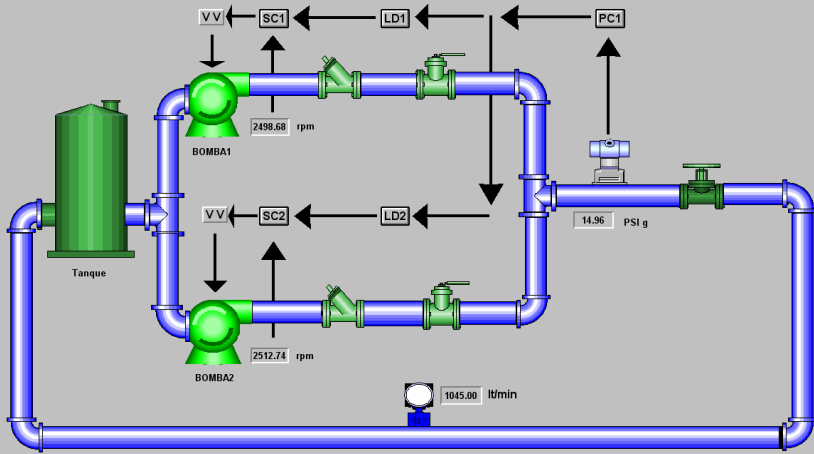 VV SC1 LD1 PC1
2498.68 rpm
BOMBA1
VV SC2 LD2
14.96 PSI g
Tanque
2512.74 rpm
BOMBA2
1045.00 lt/min